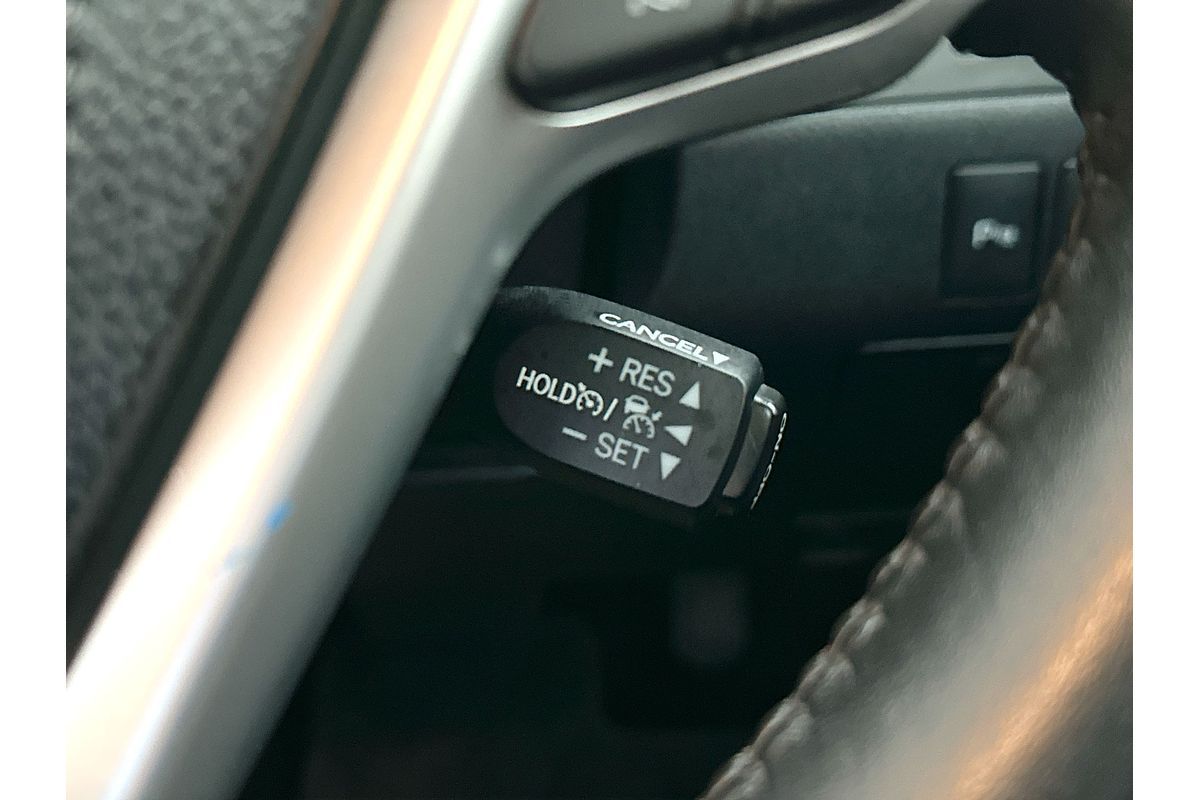 CANCEL▼
+ RES ▲
HOLD / ◀
− SET ▼